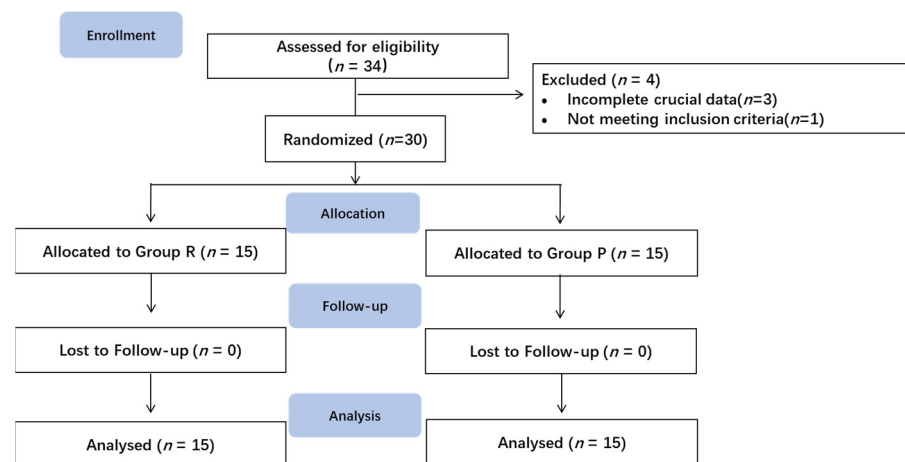 Enrollment
Assessed for eligibility
(n = 34)
Excluded (n = 4)
• Incomplete crucial data(n=3)
• Not meeting inclusion criteria(n=1)
Randomized (n=30)
Allocation
Allocated to Group R (n = 15)
Allocated to Group P (n = 15)
Follow-up
Lost to Follow-up (n = 0)
Lost to Follow-up (n = 0)
Analysis
Analysed (n = 15)
Analysed (n = 15)